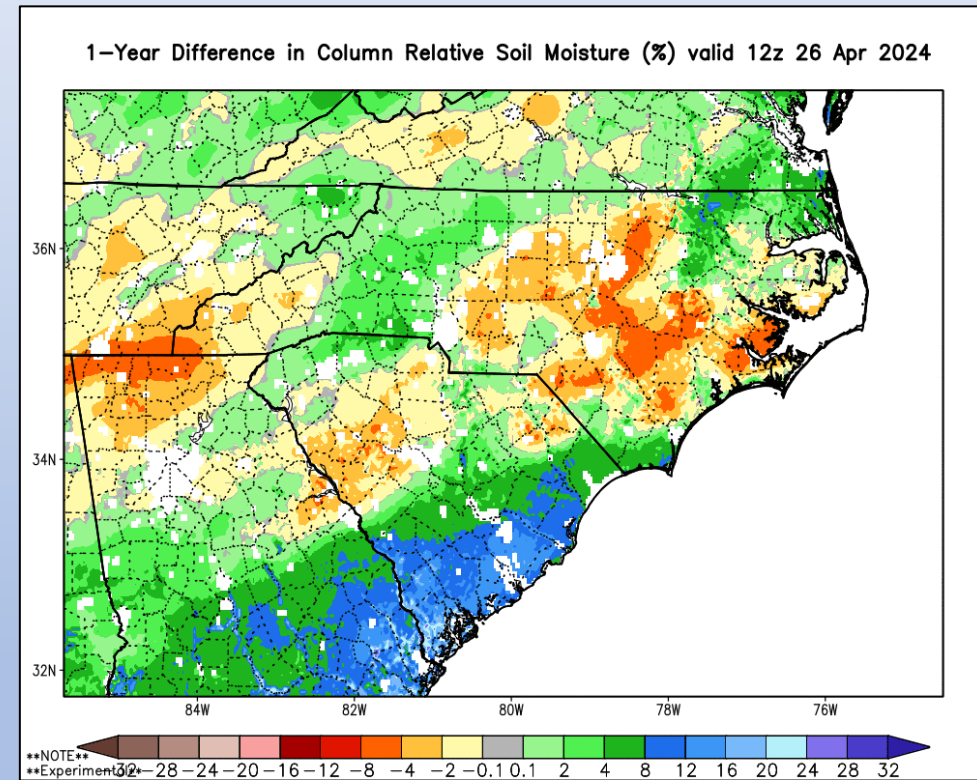 1−Year Difference in Column Relative Soil Moisture (%) valid 12z 26 Apr 2024
36N
34N
32N
84W 82W 80W 78W 76W
**NOTE**
**Experimental** −32 −28 −24 −20 −16 −12 −8 −4 −2 −0.1 0.1 2 4 8 12 16 20 24 28 32